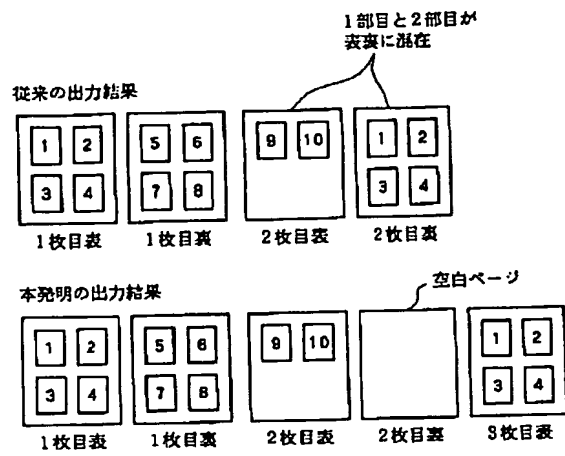 1部目と2部目が
表裏に混在
従来の出力結果
1 2 5 6 9 10 1 2
3 4 7 8 3 4
1枚目表 1枚目裏 2枚目表 2枚目裏
空白ページ
本発明の出力結果
1 2 5 6 9 10 1 2
3 4 7 8 3 4
1枚目表 1枚目裏 2枚目表 2枚目裏 3枚目表